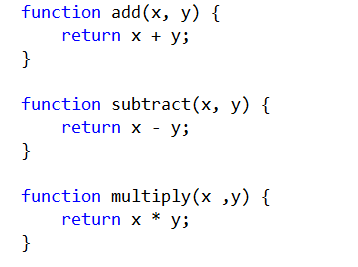 function add(x, y) {
    return x + y;
}

function subtract(x, y) {
    return x - y;
}

function multiply(x ,y) {
    return x * y;
}